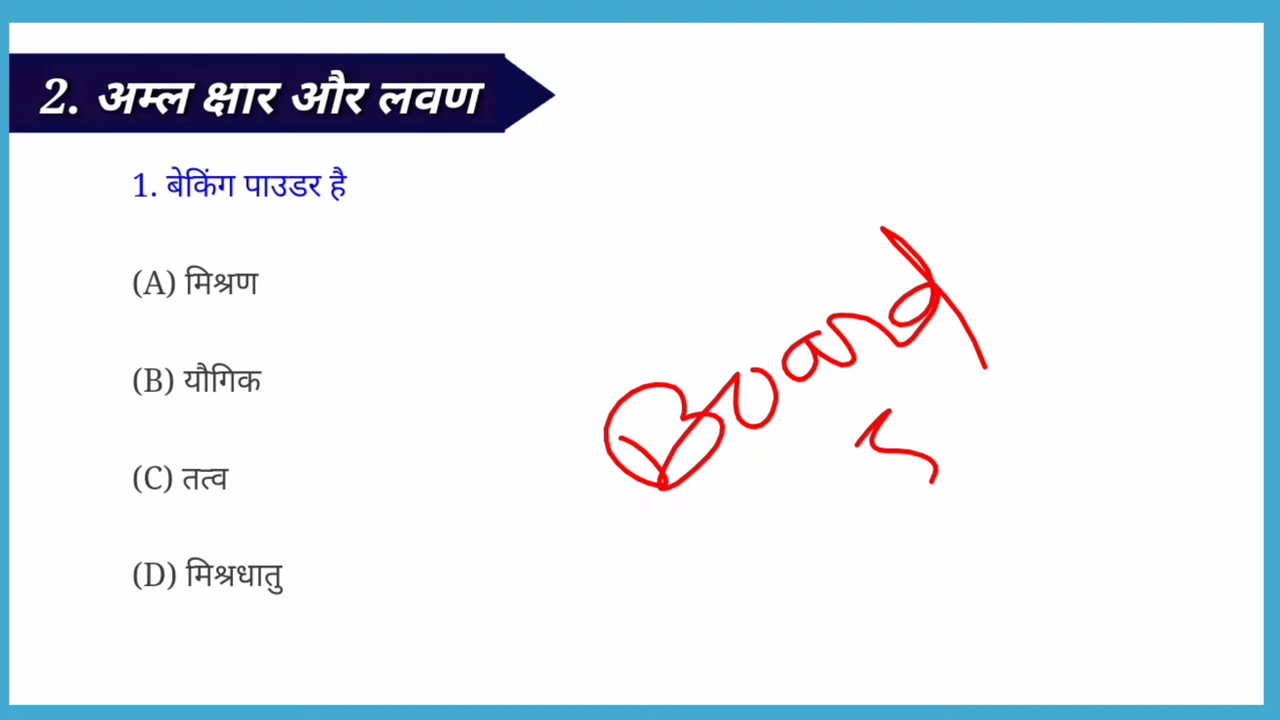 2. अम्ल क्षार और लवण
1. बेकिंग पाउडर है
(A) मिश्रण
(B) यौगिक
(C) तत्व
(D) मिश्रधातु
Board